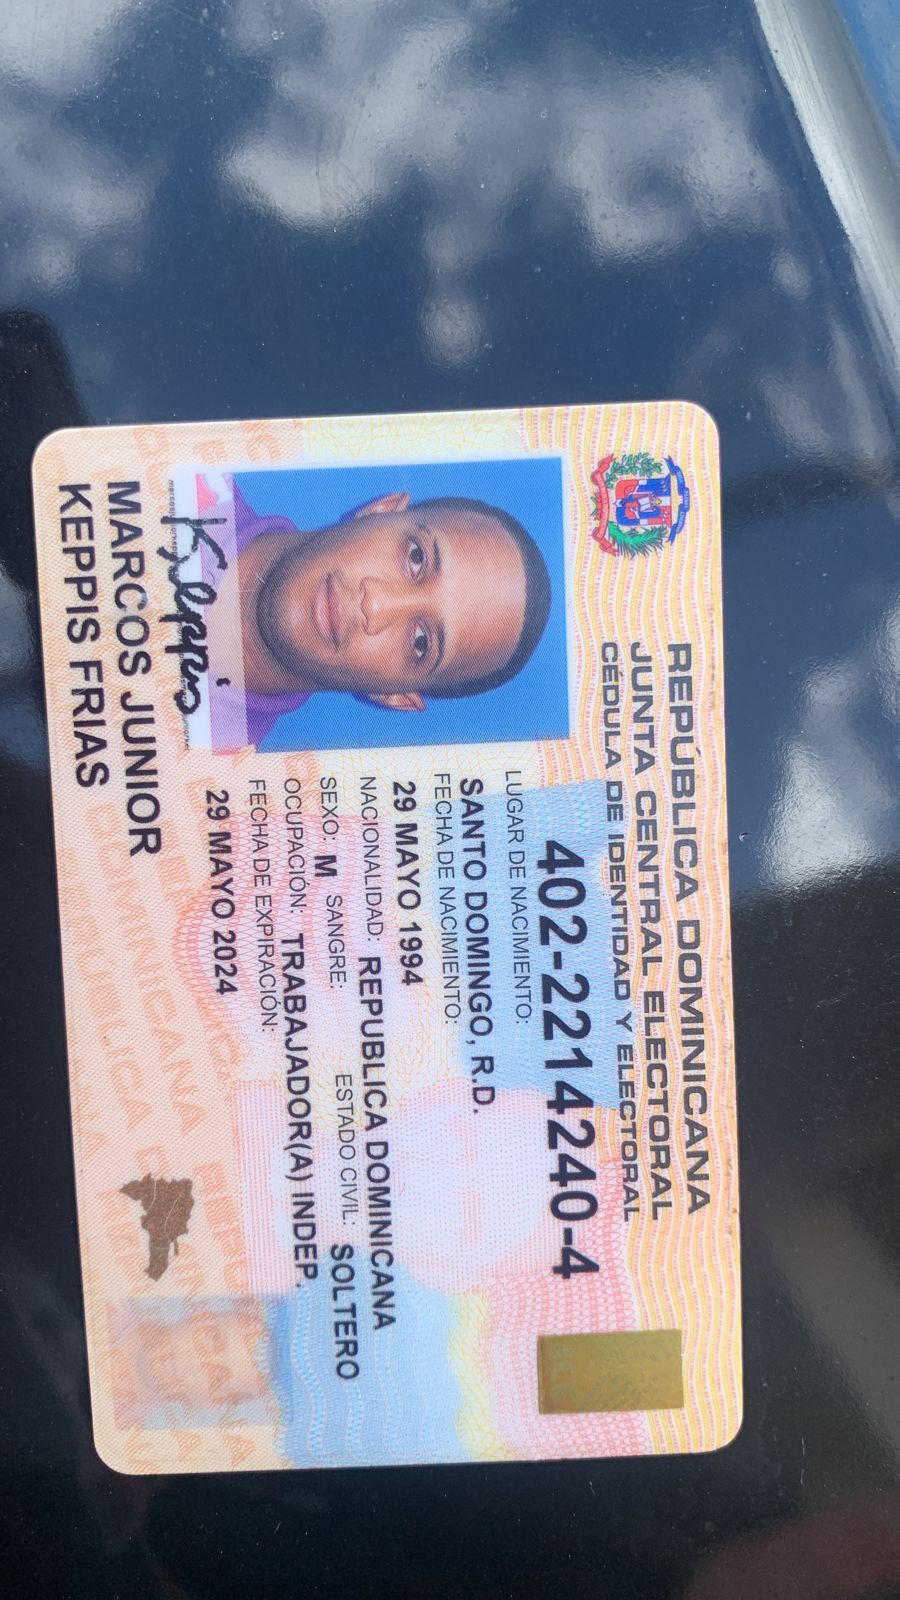 REPÚBLICA DOMINICANA
JUNTA CENTRAL ELECTORAL
CÉDULA DE IDENTIDAD Y ELECTORAL
402-2214240-4
LUGAR DE NACIMIENTO:
SANTO DOMINGO, R.D.
FECHA DE NACIMIENTO:
29 MAYO 1994
NACIONALIDAD: REPUBLICA DOMINICANA
SEXO: M SANGRE: ESTADO CIVIL: SOLTERO
OCUPACIÓN: TRABAJADOR(A) INDEP.
FECHA DE EXPIRACIÓN:
29 MAYO 2024
MARCOS JUNIOR
KEPPIS FRIAS